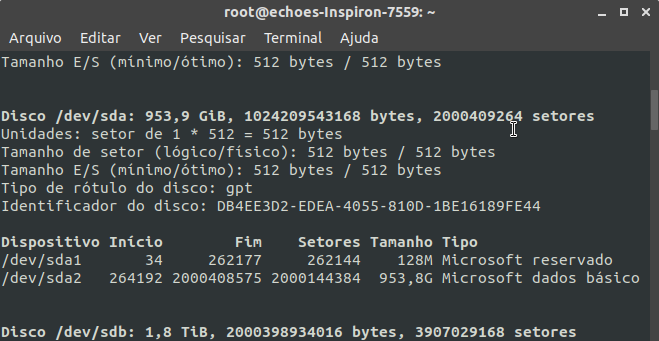 root@echoes-Inspiron-7559: ~
Arquivo Editar Ver Pesquisar Terminal Ajuda
Tamanho E/S (mínimo/ótimo): 512 bytes / 512 bytes
Disco /dev/sda: 953,9 GiB, 1024209543168 bytes, 2000409264 setores
Unidades: setor de 1 * 512 = 512 bytes
Tamanho de setor (lógico/físico): 512 bytes / 512 bytes
Tamanho E/S (mínimo/ótimo): 512 bytes / 512 bytes
Tipo de rótulo do disco: gpt
Identificador do disco: DB4EE3D2-EDEA-4055-810D-1BE16189FE44
Dispositivo Início Fim Setores Tamanho Tipo
/dev/sda1 34 262177 262144 128M Microsoft reservado
/dev/sda2 264192 2000408575 2000144384 953,8G Microsoft dados básico
Disco /dev/sdb: 1,8 TiB, 2000398934016 bytes, 3907029168 setores